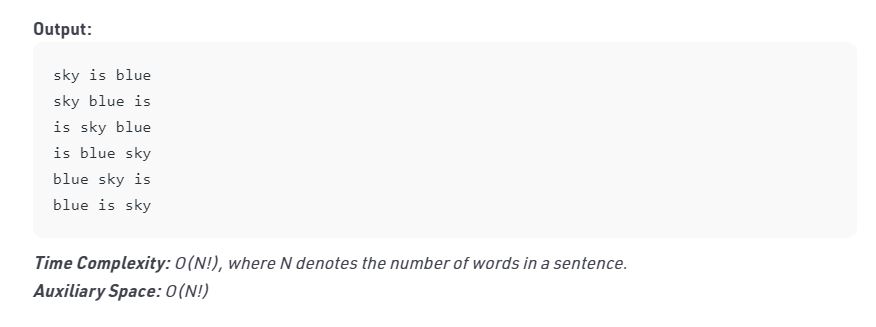 Output:
sky is blue
sky blue is
is sky blue
is blue sky
blue sky is
blue is sky
Time Complexity: O(N!), where N denotes the number of words in a sentence.
Auxiliary Space: O(N!)